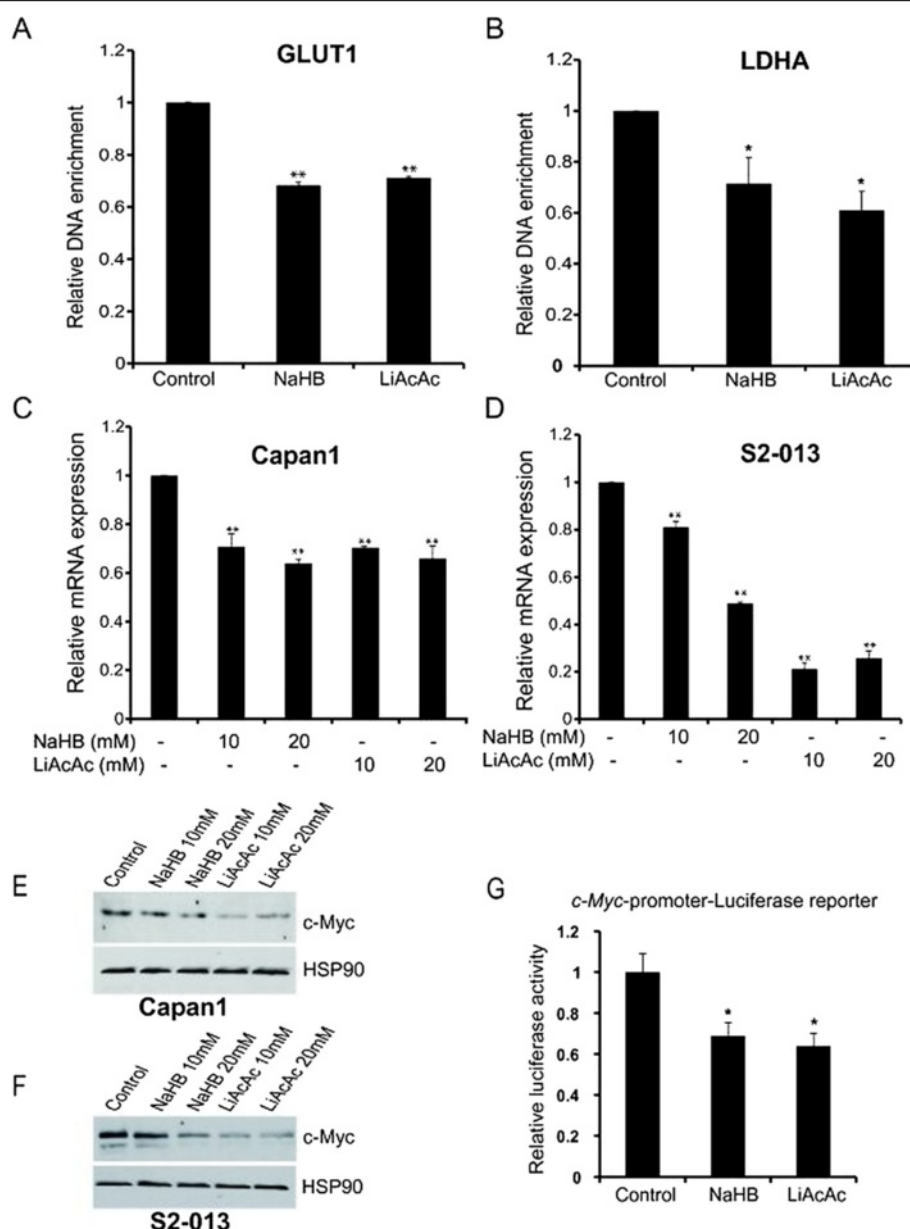 A
GLUT1
Relative DNA enrichment
1.2
1
0.8
0.6
0.4
0.2
0
**
**
Control NaHB LiAcAc
B
LDHA
Relative DNA enrichment
1.2
1
0.8
0.6
0.4
0.2
0
*
*
Control NaHB LiAcAc
C
Capan1
Relative mRNA expression
1.2
1
0.8
0.6
0.4
0.2
0
**
**
**
**
NaHB (mM) - 10 20 - -
LiAcAc (mM) - - - 10 20
D
S2-013
Relative mRNA expression
1.2
1
0.8
0.6
0.4
0.2
0
**
**
**
**
NaHB (mM) - 10 20 - -
LiAcAc (mM) - - - 10 20
E
Control
NaHB 10mM
NaHB 20mM
LiAcAc 10mM
LiAcAc 20mM
c-Myc
HSP90
Capan1
F
Control
NaHB 10mM
NaHB 20mM
LiAcAc 10mM
LiAcAc 20mM
c-Myc
HSP90
S2-013
G
c-Myc-promoter-Luciferase reporter
Relative luciferase activity
1.2
1
0.8
0.6
0.4
0.2
0
*
*
Control NaHB LiAcAc